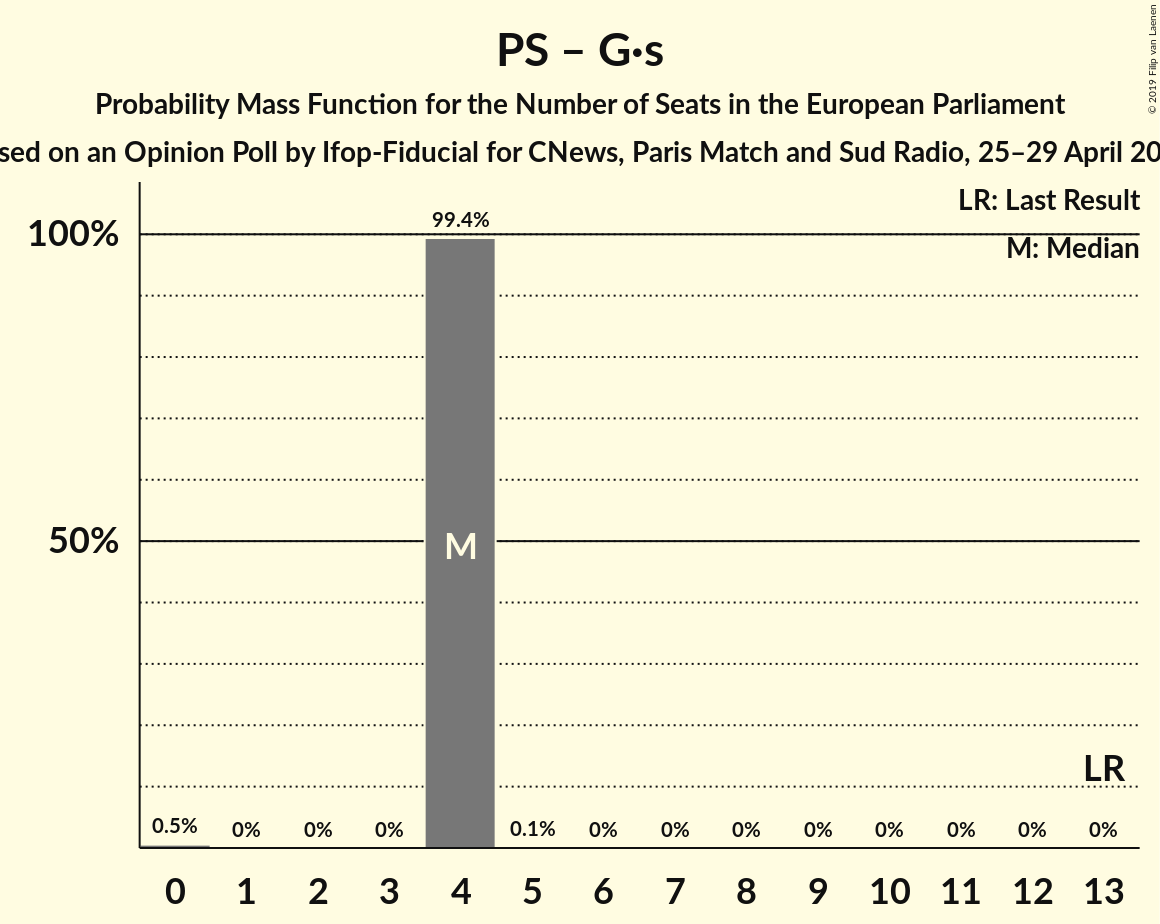 PS – G·s
Probability Mass Function for the Number of Seats in the European Parliament
on an Opinion Poll by Ifop-Fiducial for CNews, Paris Match and Sud Radio, 25–29 April
© 2019 Filip van Laenen
LR: Last Result
M: Median
100%
50%
99.4%
M
LR
0.5% 0% 0% 0% 0.1% 0% 0% 0% 0% 0% 0% 0% 0%
0 1 2 3 4 5 6 7 8 9 10 11 12 13